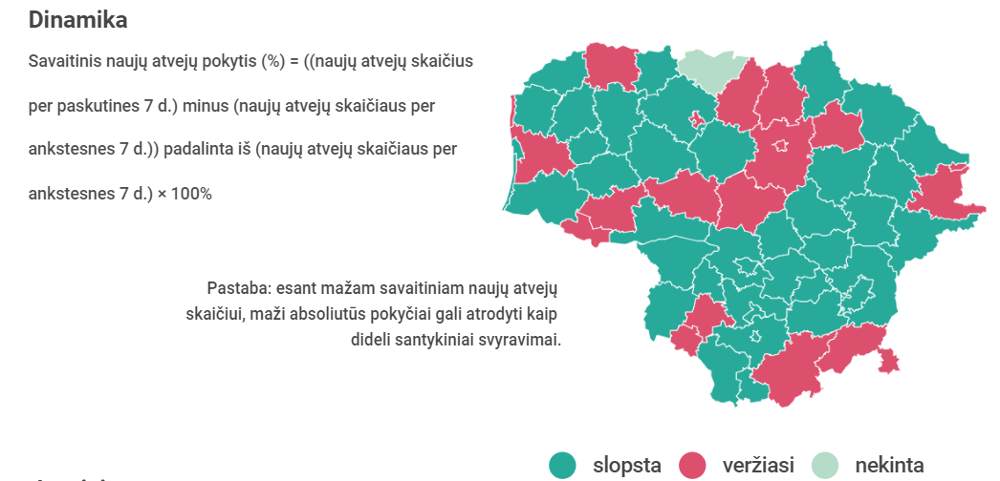 Dinamika
Savaitinis naujų atvejų pokytis (%) = ((naujų atvejų skaičius
per paskutines 7 d.) minus (naujų atvejų skaičiaus per
ankstesnes 7 d.)) padalinta iš (naujų atvejų skaičiaus per
ankstesnes 7 d.) × 100%
Pastaba: esant mažam savaitiniam naujų atvejų
skaičiui, maži absoliutūs pokyčiai gali atrodyti kaip
dideli santykiniai svyravimai.
slopsta veržiasi nekinta